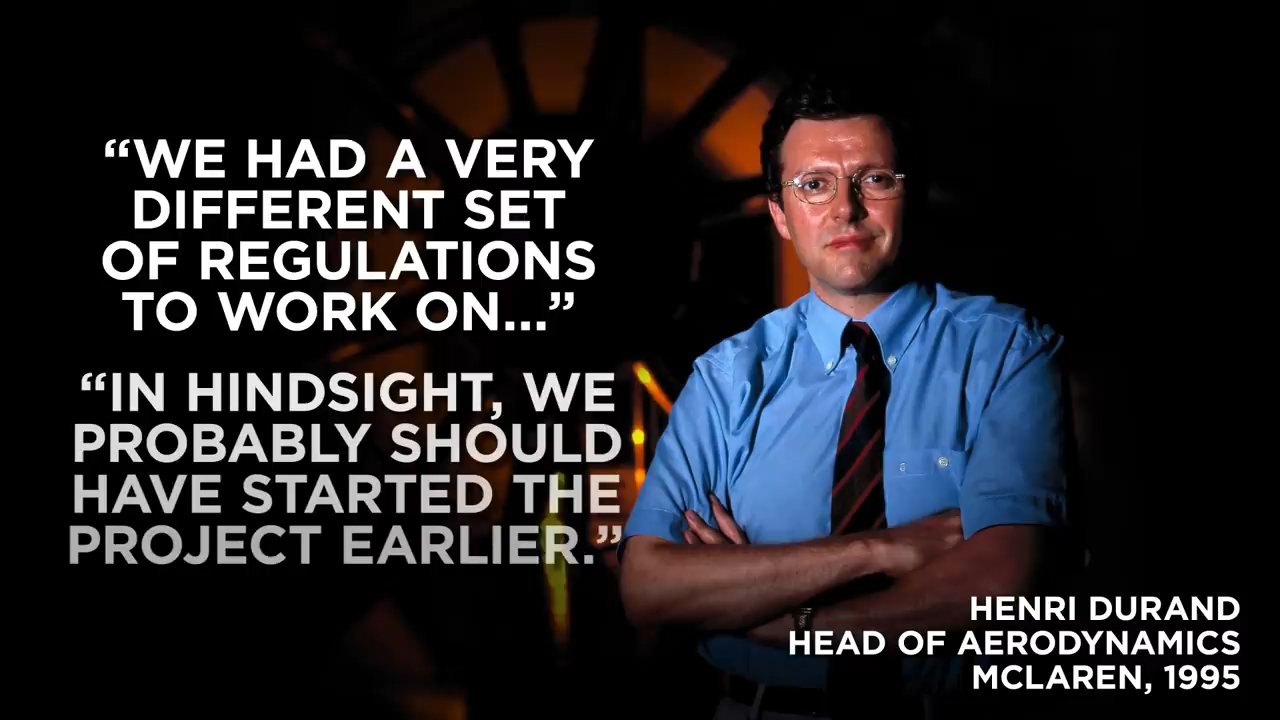 “WE HAD A VERY
DIFFERENT SET
OF REGULATIONS
TO WORK ON...”
“IN HINDSIGHT, WE
PROBABLY SHOULD
HAVE STARTED THE
PROJECT EARLIER.”
HENRI DURAND
HEAD OF AERODYNAMICS
MCLAREN, 1995